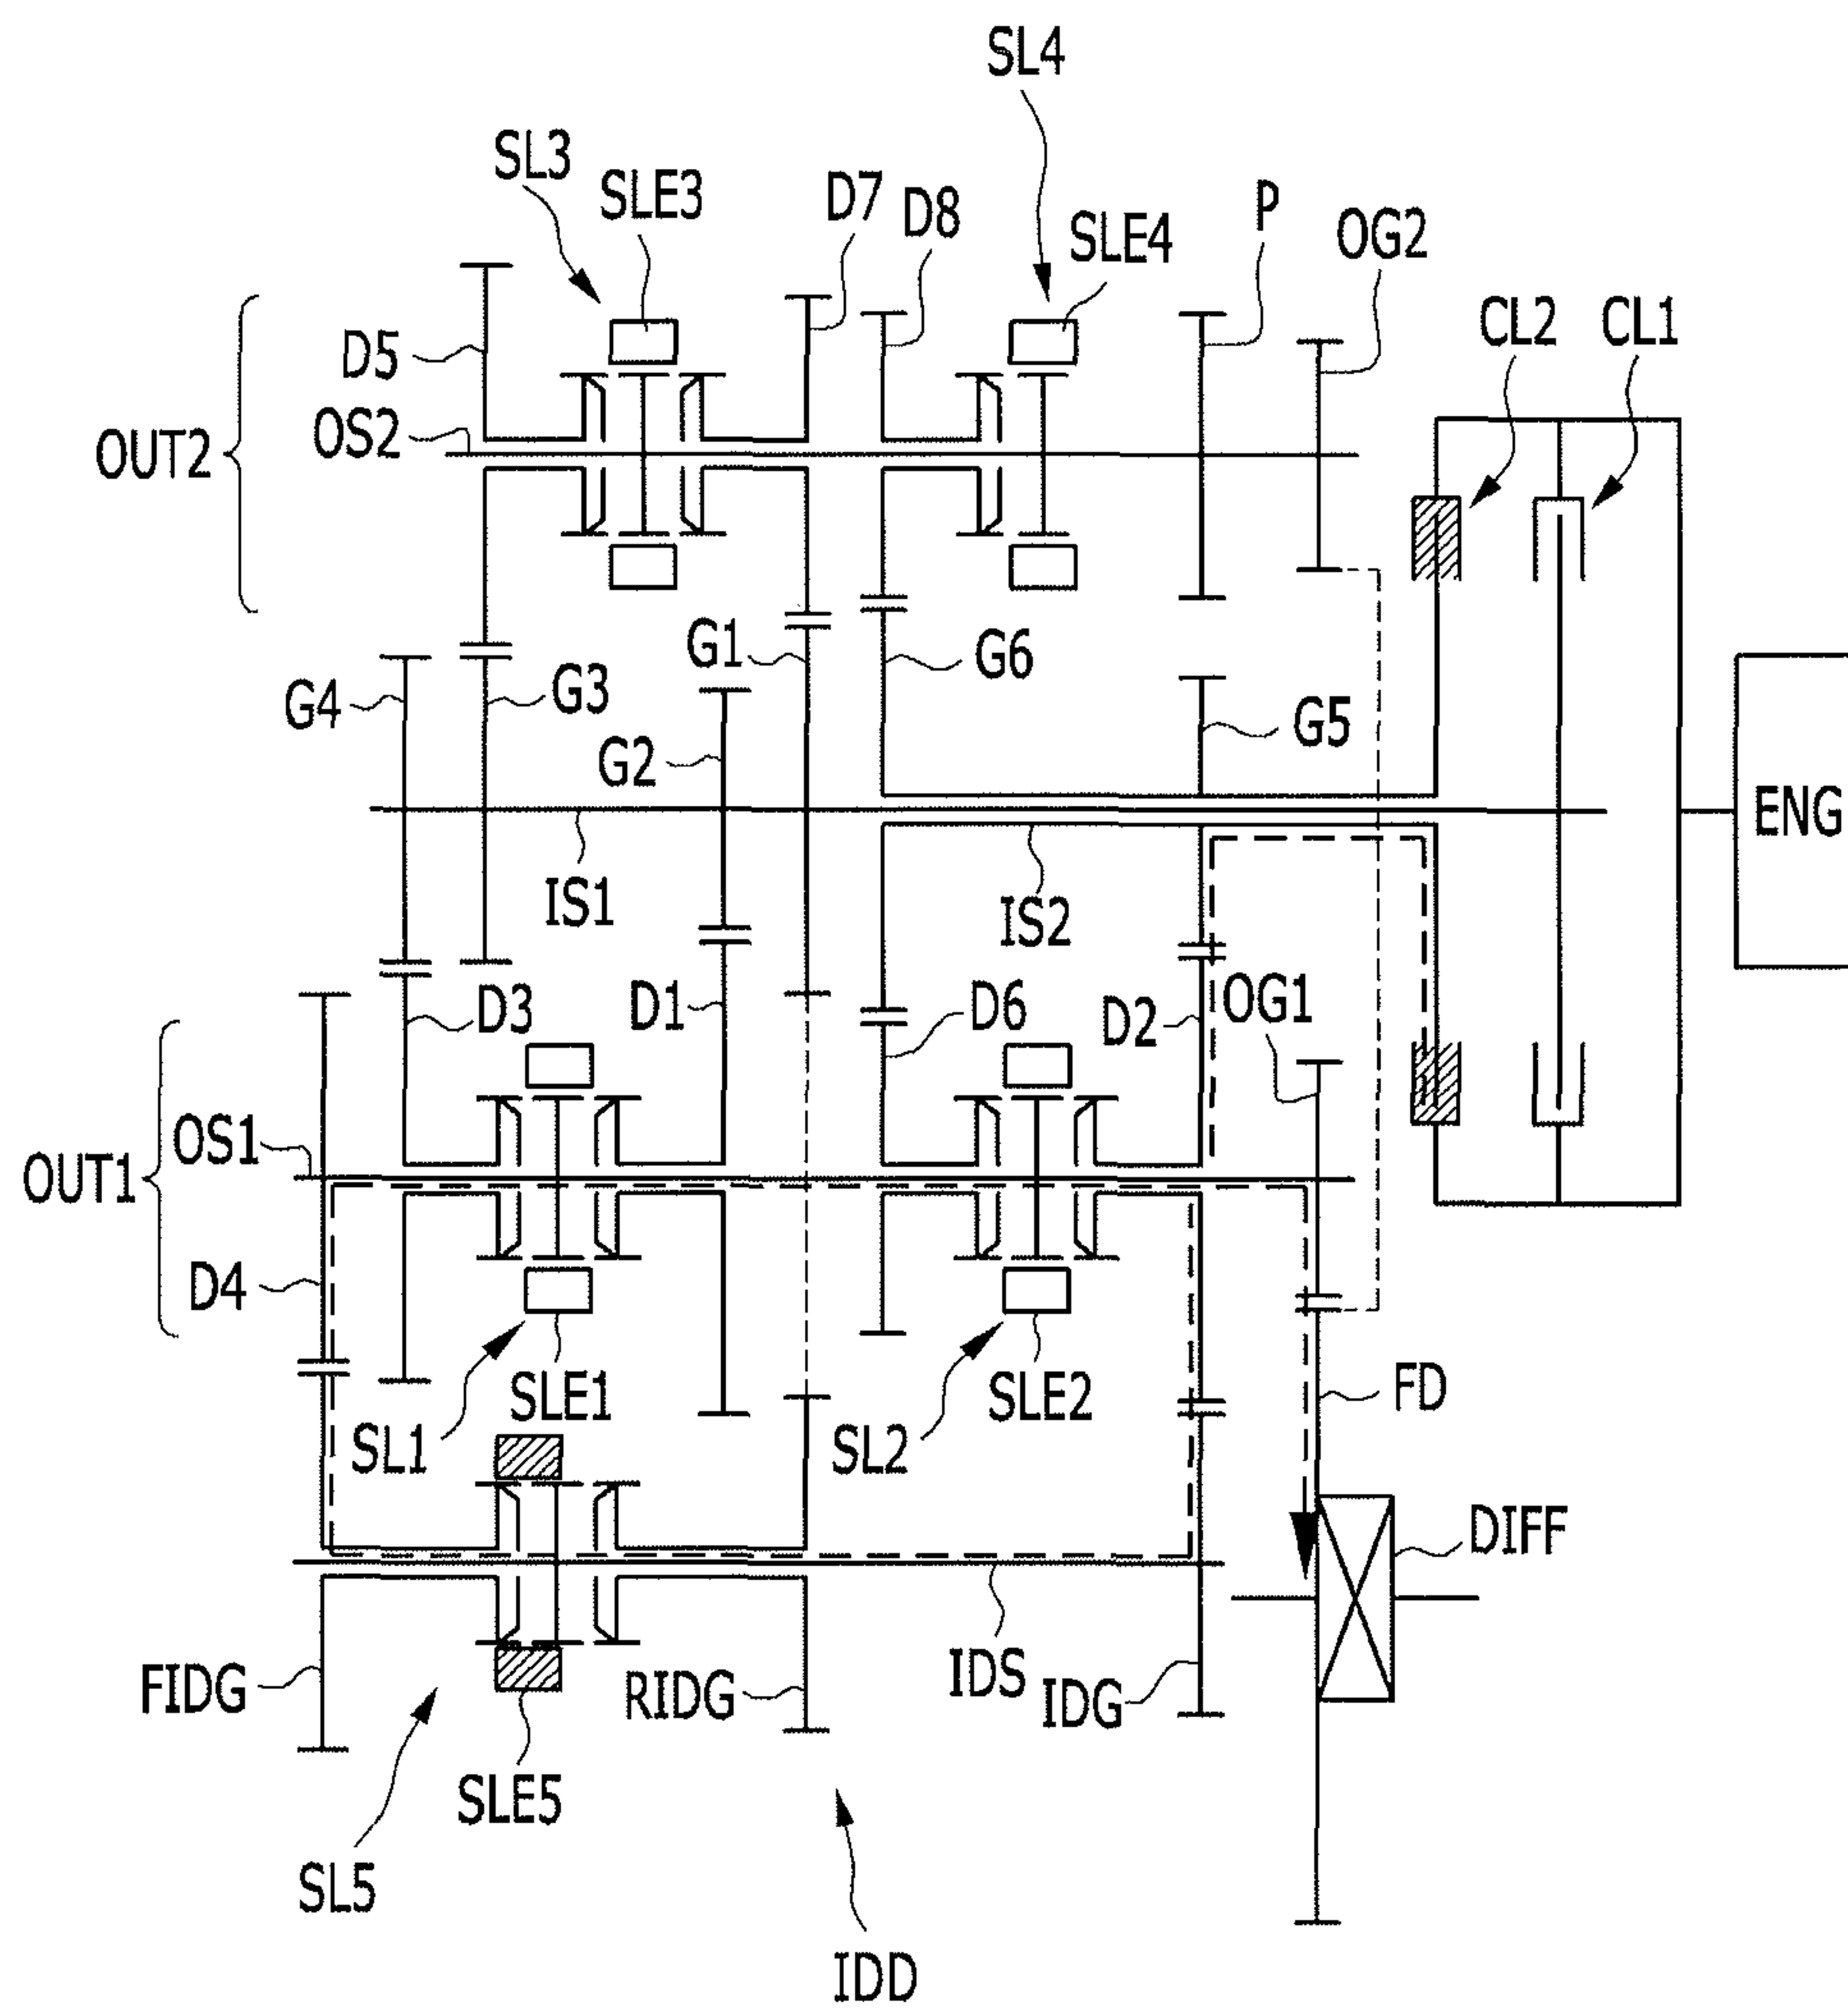 SL4
SL3
SLE3
D7
D8
SLE4
P
OG2
CL2
CL1
D5
OS2
OUT2
G1
G6
G4
G3
G5
G2
ENG
IS1
IS2
D3
D1
D6
D2
OG1
OS1
OUT1
D4
SLE1
SLE2
FD
SL1
SL2
DIFF
FIDG
RIDG
IDS
IDG
SLE5
SL5
IDD